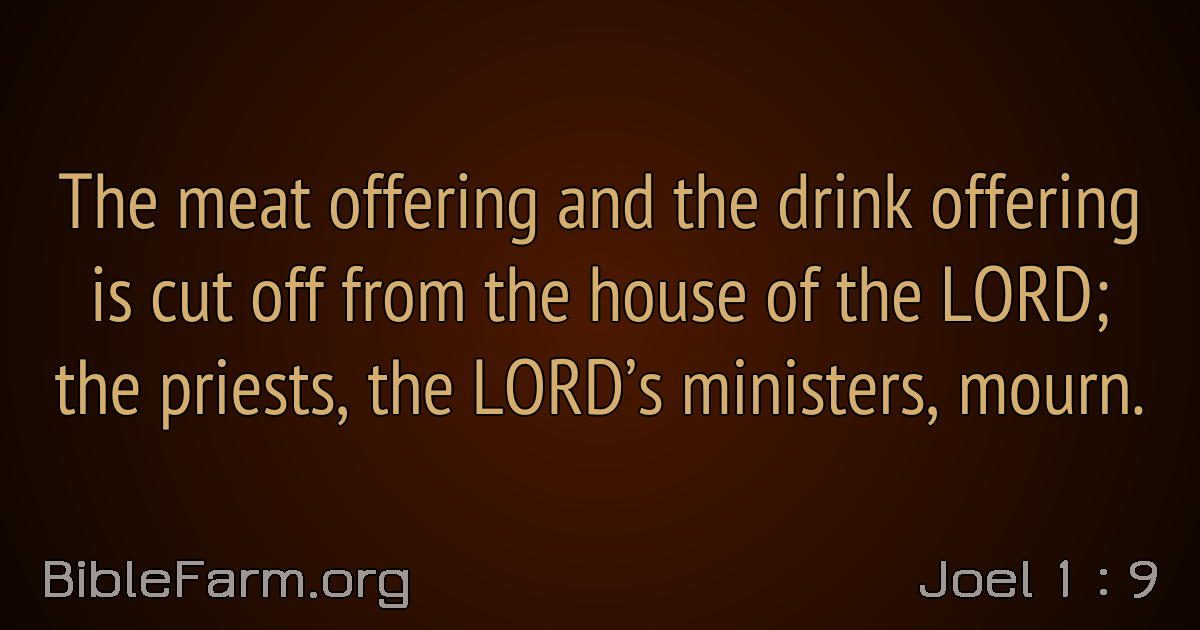 The meat offering and the drink offering
is cut off from the house of the LORD;
the priests, the LORD’s ministers, mourn.
BibleFarm.org
Joel 1 : 9